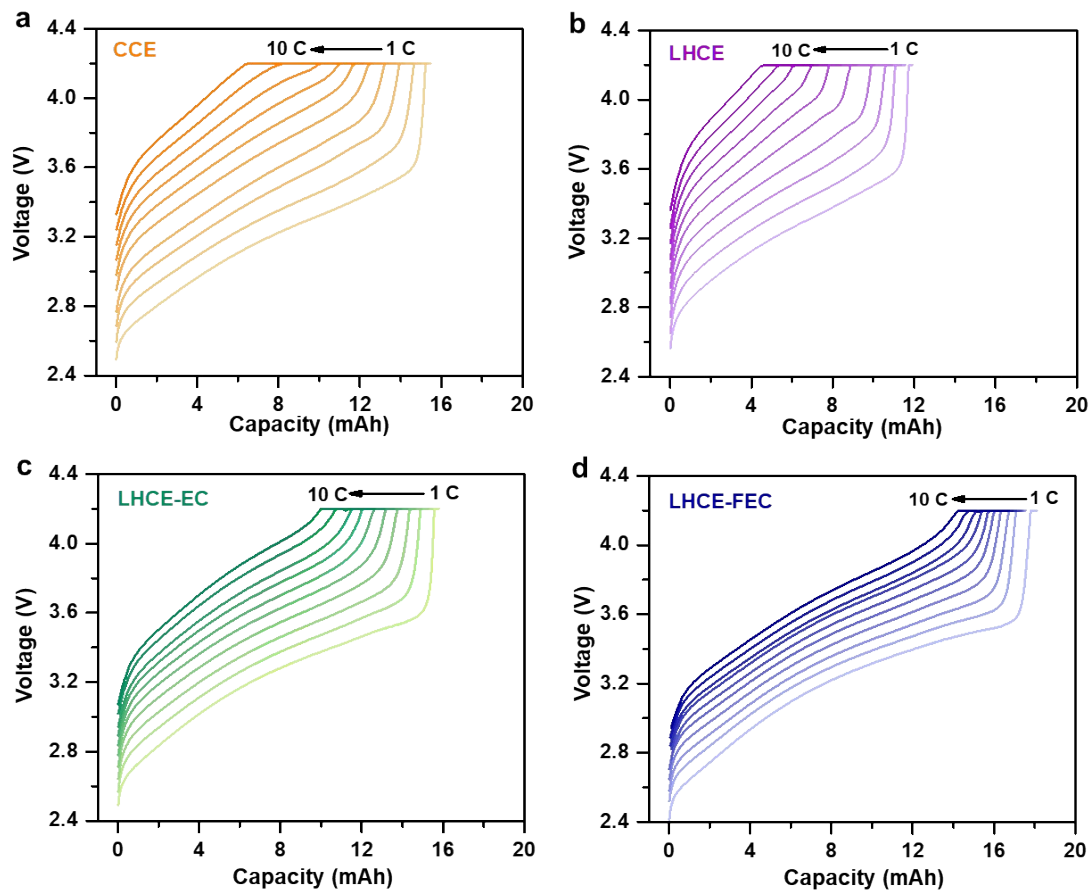 a
4.4
CCE
10 C
1 C
4.0
3.6
3.2
2.8
2.4
0
4
8
12
16
20
Voltage (V)
Capacity (mAh)
b
4.4
LHCE
10 C
1 C
4.0
3.6
3.2
2.8
2.4
0
4
8
12
16
20
Voltage (V)
Capacity (mAh)
c
4.4
LHCE-EC
10 C
1 C
4.0
3.6
3.2
2.8
2.4
0
4
8
12
16
20
Voltage (V)
Capacity (mAh)
d
4.4
LHCE-FEC
10 C
1 C
4.0
3.6
3.2
2.8
2.4
0
4
8
12
16
20
Voltage (V)
Capacity (mAh)